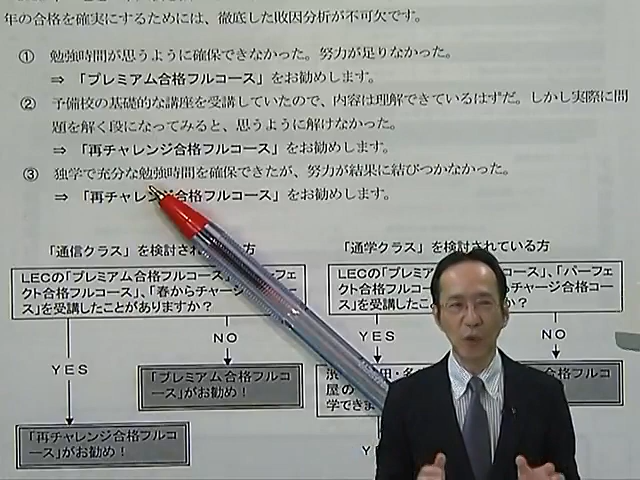 年の合格を確実にするためには、徹底した敗因分析が不可欠です。
① 勉強時間が思うように確保できなかった。努力が足りなかった。
⇒ 「プレミアム合格フルコース」をお勧めします。
② 予備校の基礎的な講座を受講していたので、内容は理解できているはずだ。しかし実際に問
題を解く段になってみると、思うように解けなかった。
⇒ 「再チャレンジ合格フルコース」をお勧めします。
③ 独学で充分な勉強時間を確保できたが、努力が結果に結びつかなかった。
⇒ 「再チャレンジ合格フルコース」をお勧めします。
「通信クラス」を検討されている方
LECの「プレミアム合格フルコース」「パーフェ
クト合格フルコース」、「春からチャージ
ース」を受講したことがありますか?
YES
NO
「プレミアム合格フルコ
ース」がお勧め!
「再チャレンジ合格フルコ
ース」がお勧め!
「通学クラス」を検討されている方
LECの「プレミ コース」、「パーフ
ェクト合格フル ャージ合格コー
ス」を受講した か?
YES
NO
田・名
屋の
学できま
Y
合格フルコ